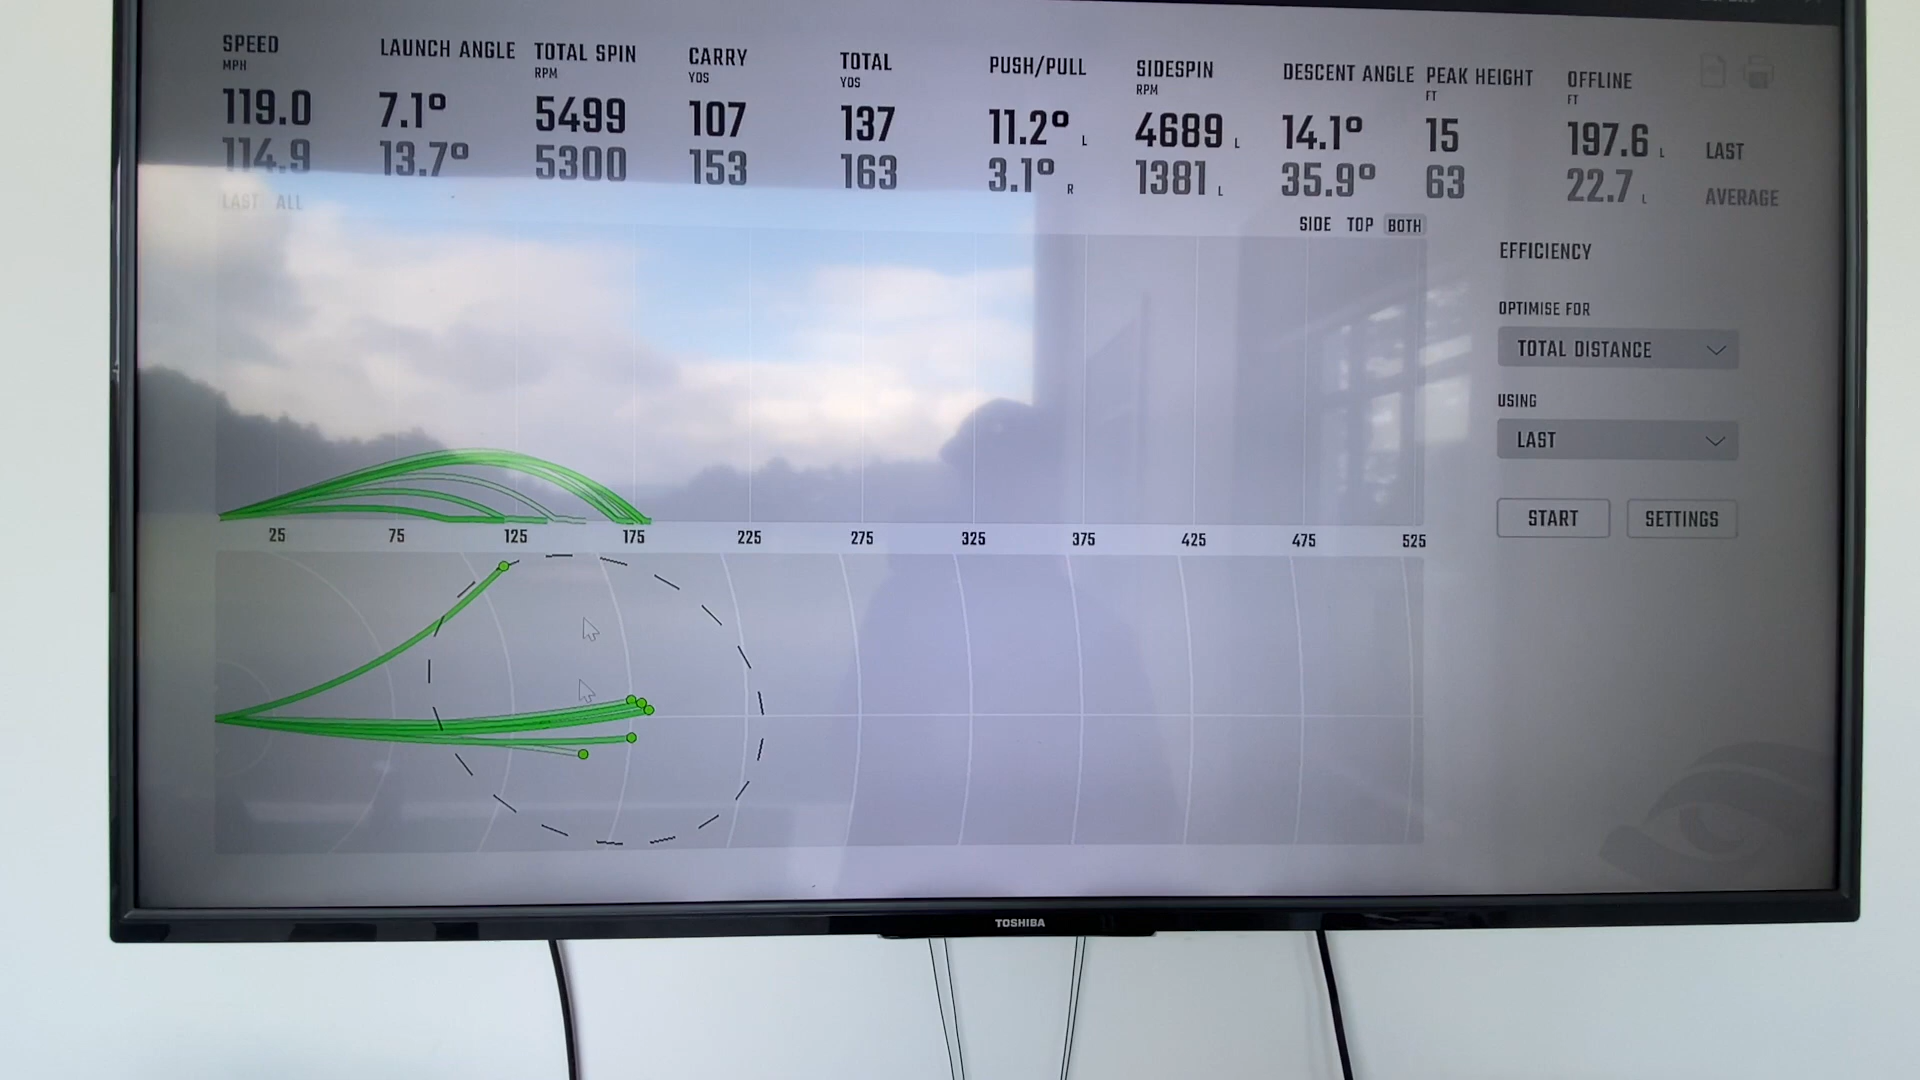 SPEED LAUNCH ANGLE TOTAL SPIN CARRY TOTAL PUSH/PULL SIDESPIN DESCENT ANGLE PEAK HEIGHT OFFLINE
MPH RPM YDS YDS RPM FT FT
119.0 7.1° 5499 107 137 11.2° L 4689 L 14.1° 15 197.6 L LAST
114.9 13.7° 5300 153 163 3.1° R 1381 L 35.9° 63 22.7 L AVERAGE
LAST ALL
SIDE TOP BOTH
EFFICIENCY
OPTIMISE FOR
TOTAL DISTANCE
USING
LAST
START SETTINGS
25 75 125 175 225 275 325 375 425 475 525
TOSHIBA